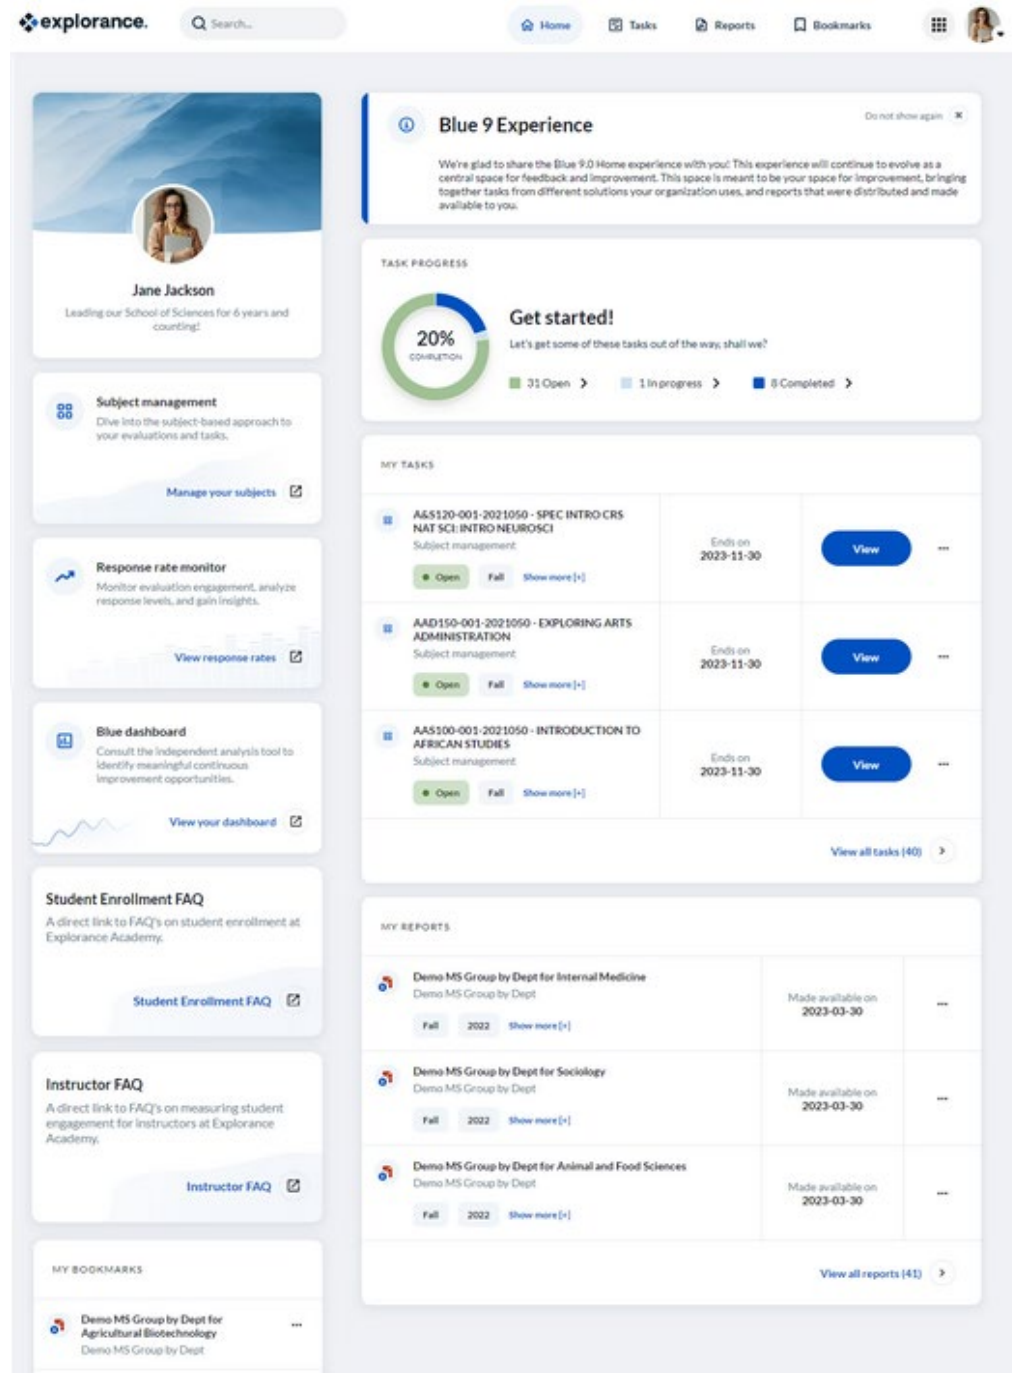 explorance.
Search...
Home
Tasks
Reports
Bookmarks
Jane Jackson
Leading our School of Sciences for 6 years and
counting!
Subject management
Dive into the subject-based approach to
your evaluations and tasks.
Manage your subjects
Response rate monitor
Monitor evaluation engagement, analyze
response levels, and gain insights.
View response rates
Blue dashboard
Consult the independent analysis tool to
identify meaningful continuous
improvement opportunities.
View your dashboard
Student Enrollment FAQ
A direct link to FAQ's on student enrollment at
Explorance Academy.
Student Enrollment FAQ
Instructor FAQ
A direct link to FAQ's on measuring student
engagement for instructors at Explorance
Academy.
Instructor FAQ
MY BOOKMARKS
Demo MS Group by Dept for
Agricultural Biotechnology
Demo MS Group by Dept
Blue 9 Experience
Do not show again
We're glad to share the Blue 9.0 Home experience with you! This experience will continue to evolve as a
central space for feedback and improvement. This space is meant to be your space for improvement, bringing
together tasks from different solutions your organization uses, and reports that were distributed and made
available to you.
TASK PROGRESS
20%
COMPLETION
Get started!
Let's get some of these tasks out of the way, shall we?
31 Open
1 In progress
8 Completed
MY TASKS
A&S120-001-2021050 - SPEC INTRO CRS
NAT SCI: INTRO NEUROSCI
Subject management
Open Fall Show more [+]
Ends on
2023-11-30
View
AAD150-001-2021050 - EXPLORING ARTS
ADMINISTRATION
Subject management
Open Fall Show more [+]
Ends on
2023-11-30
View
AAS100-001-2021050 - INTRODUCTION TO
AFRICAN STUDIES
Subject management
Open Fall Show more [+]
Ends on
2023-11-30
View
View all tasks (40)
MY REPORTS
Demo MS Group by Dept for Internal Medicine
Demo MS Group by Dept
Fall 2022 Show more [+]
Made available on
2023-03-30
Demo MS Group by Dept for Sociology
Demo MS Group by Dept
Fall 2022 Show more [+]
Made available on
2023-03-30
Demo MS Group by Dept for Animal and Food Sciences
Demo MS Group by Dept
Fall 2022 Show more [+]
Made available on
2023-03-30
View all reports (41)